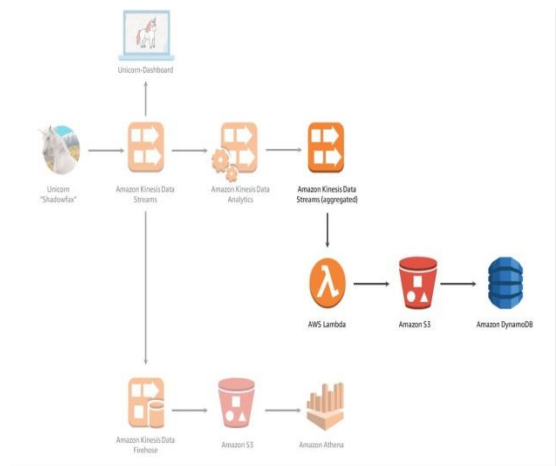 Unicorn-Dashboard
Unicorn
"Shadowfax"
Amazon Kinesis Data
Streams
Amazon Kinesis Data
Analytics
Amazon Kinesis Data
Streams (aggregated)
AWS Lambda
Amazon S3
Amazon DynamoDB
Amazon Kinesis Data
Firehose
Amazon S3
Amazon Athena